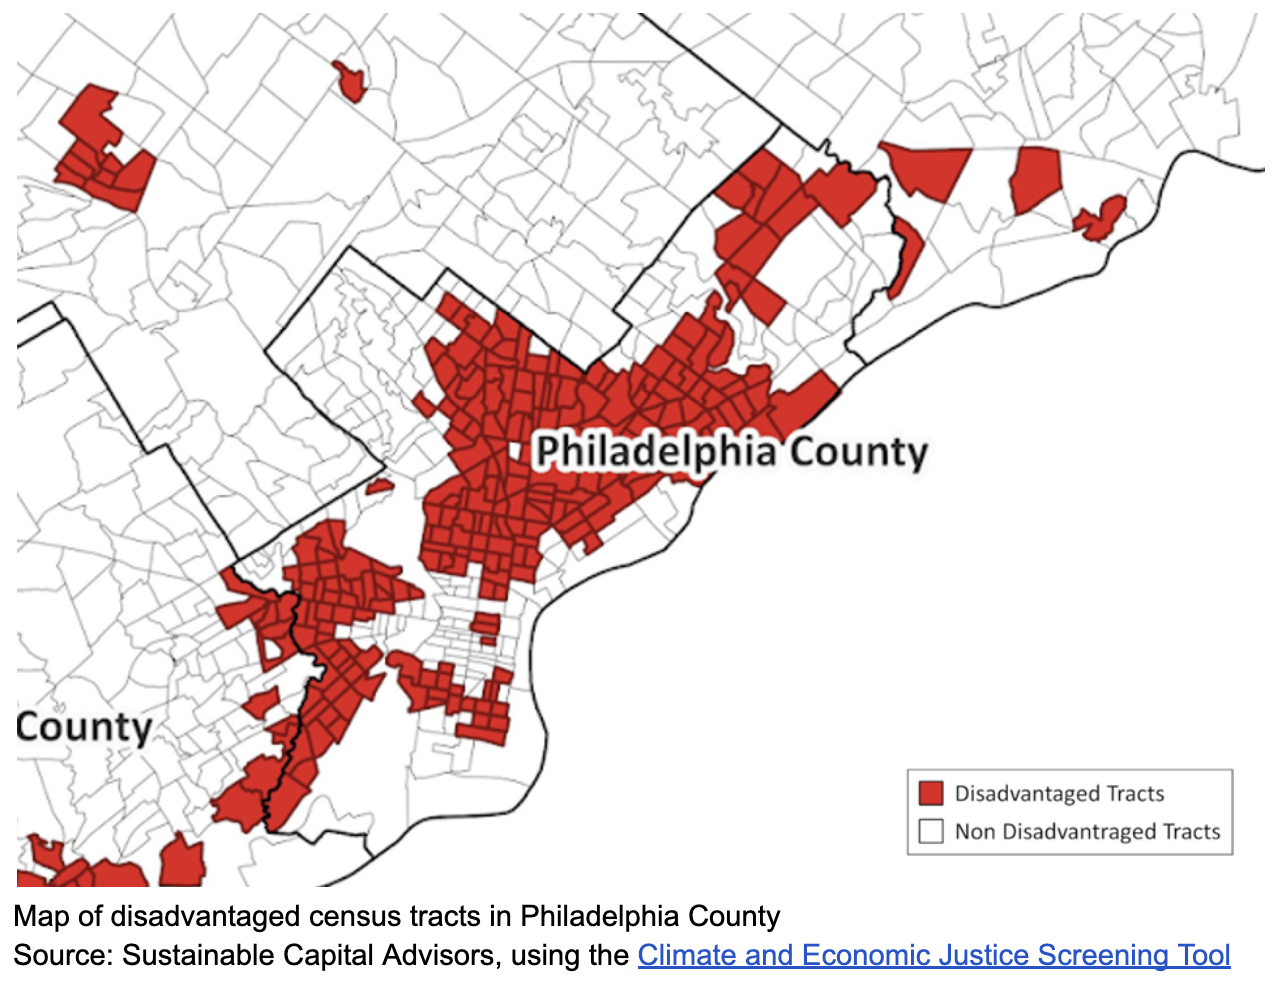 Philadelphia County
County
Disadvantaged Tracts
Non Disadvantraged Tracts
Map of disadvantaged census tracts in Philadelphia County
Source: Sustainable Capital Advisors, using the Climate and Economic Justice Screening Tool